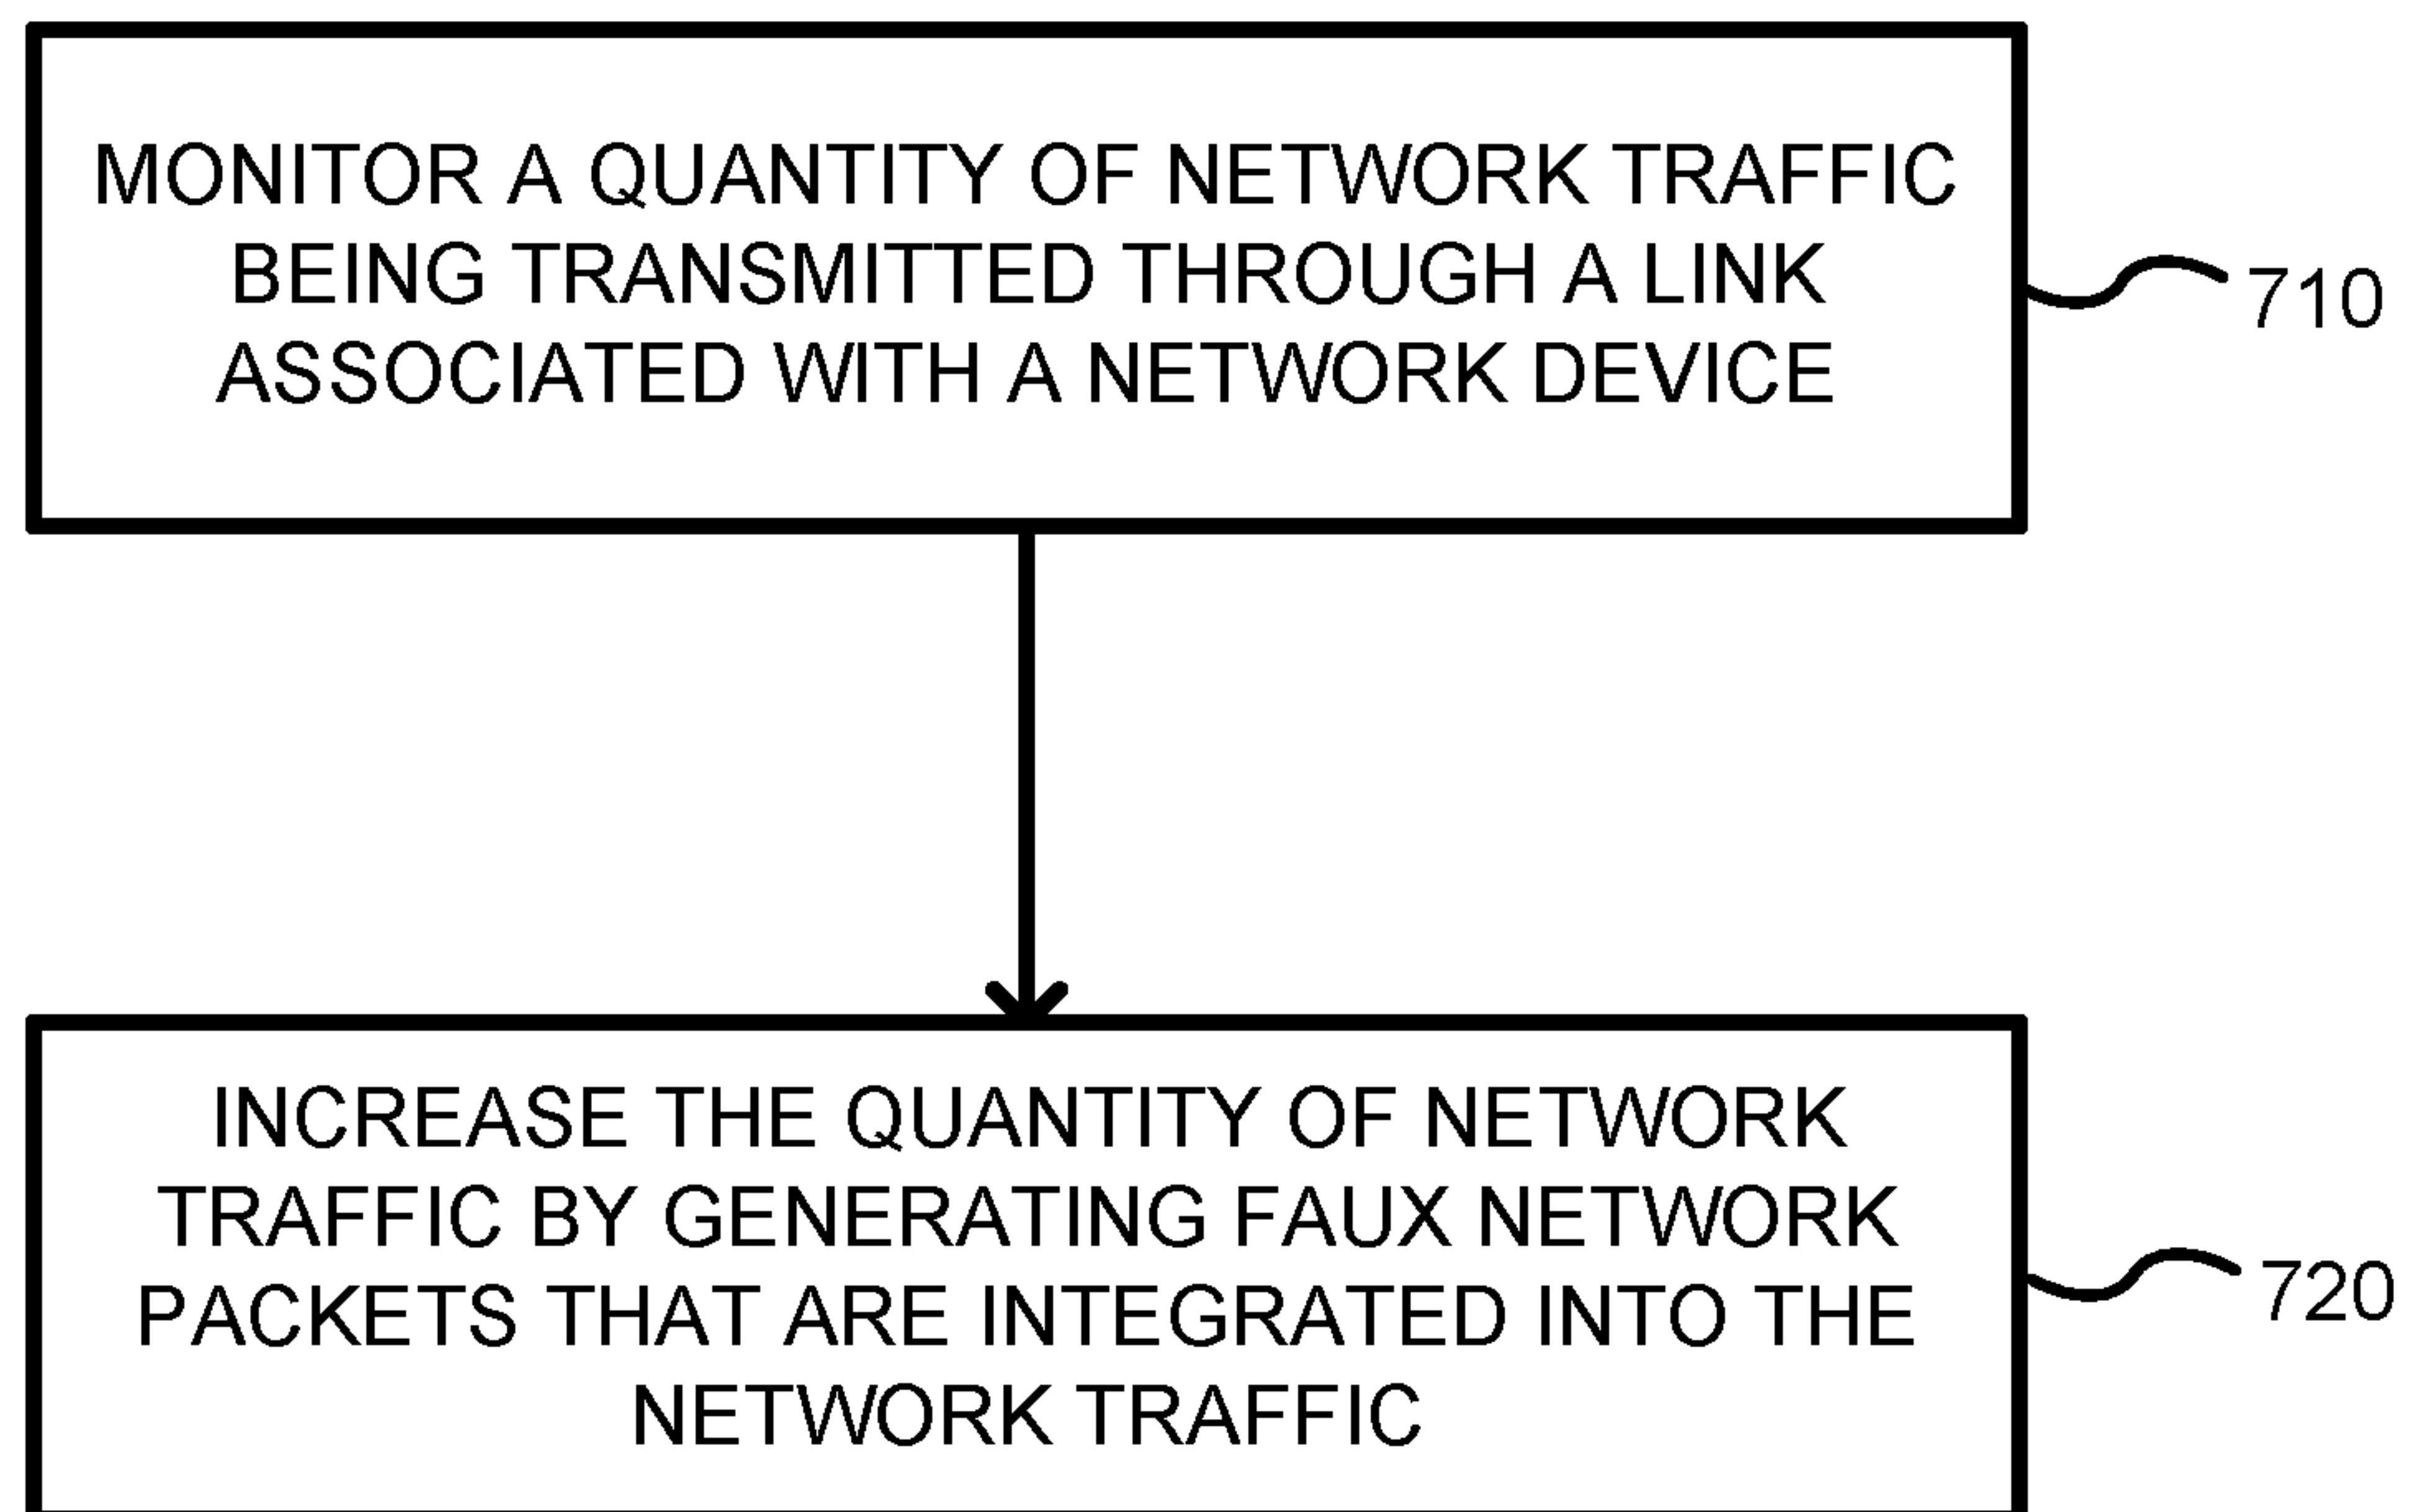 MONITOR A QUANTITY OF NETWORK TRAFFIC
BEING TRANSMITTED THROUGH A LINK
ASSOCIATED WITH A NETWORK DEVICE
710
INCREASE THE QUANTITY OF NETWORK
TRAFFIC BY GENERATING FAUX NETWORK
PACKETS THAT ARE INTEGRATED INTO THE
NETWORK TRAFFIC
720